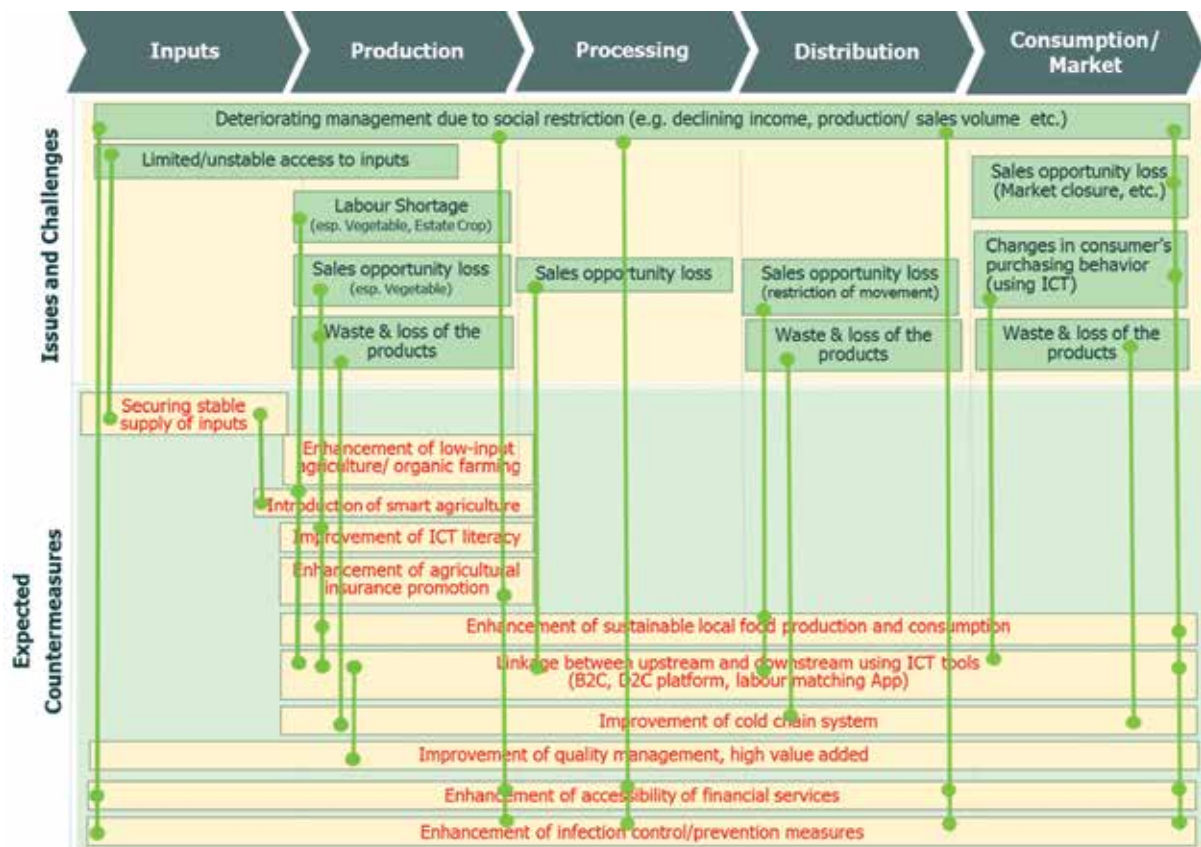 Inputs
Production
Processing
Distribution
Consumption/
Market
Issues and Challenges
Deteriorating management due to social restriction (e.g. declining income, production/ sales volume etc.)
Limited/unstable access to inputs
Labour Shortage
(esp. Vegetable, Estate Crop)
Sales opportunity loss
(esp. Vegetable)
Waste & loss of the
products
Sales opportunity loss
Sales opportunity loss
(restriction of movement)
Waste & loss of the
products
Sales opportunity loss
(Market closure, etc.)
Changes in consumer's
purchasing behavior
(using ICT)
Waste & loss of the
products
Expected
Countermeasures
Securing stable
supply of inputs
Enhancement of low-input
agriculture/ organic farming
Introduction of smart agriculture
Improvement of ICT literacy
Enhancement of agricultural
insurance promotion
Enhancement of sustainable local food production and consumption
Linkage between upstream and downstream using ICT tools
(B2C, D2C platform, labour matching App)
Improvement of cold chain system
Improvement of quality management, high value added
Enhancement of accessibility of financial services
Enhancement of infection control/prevention measures